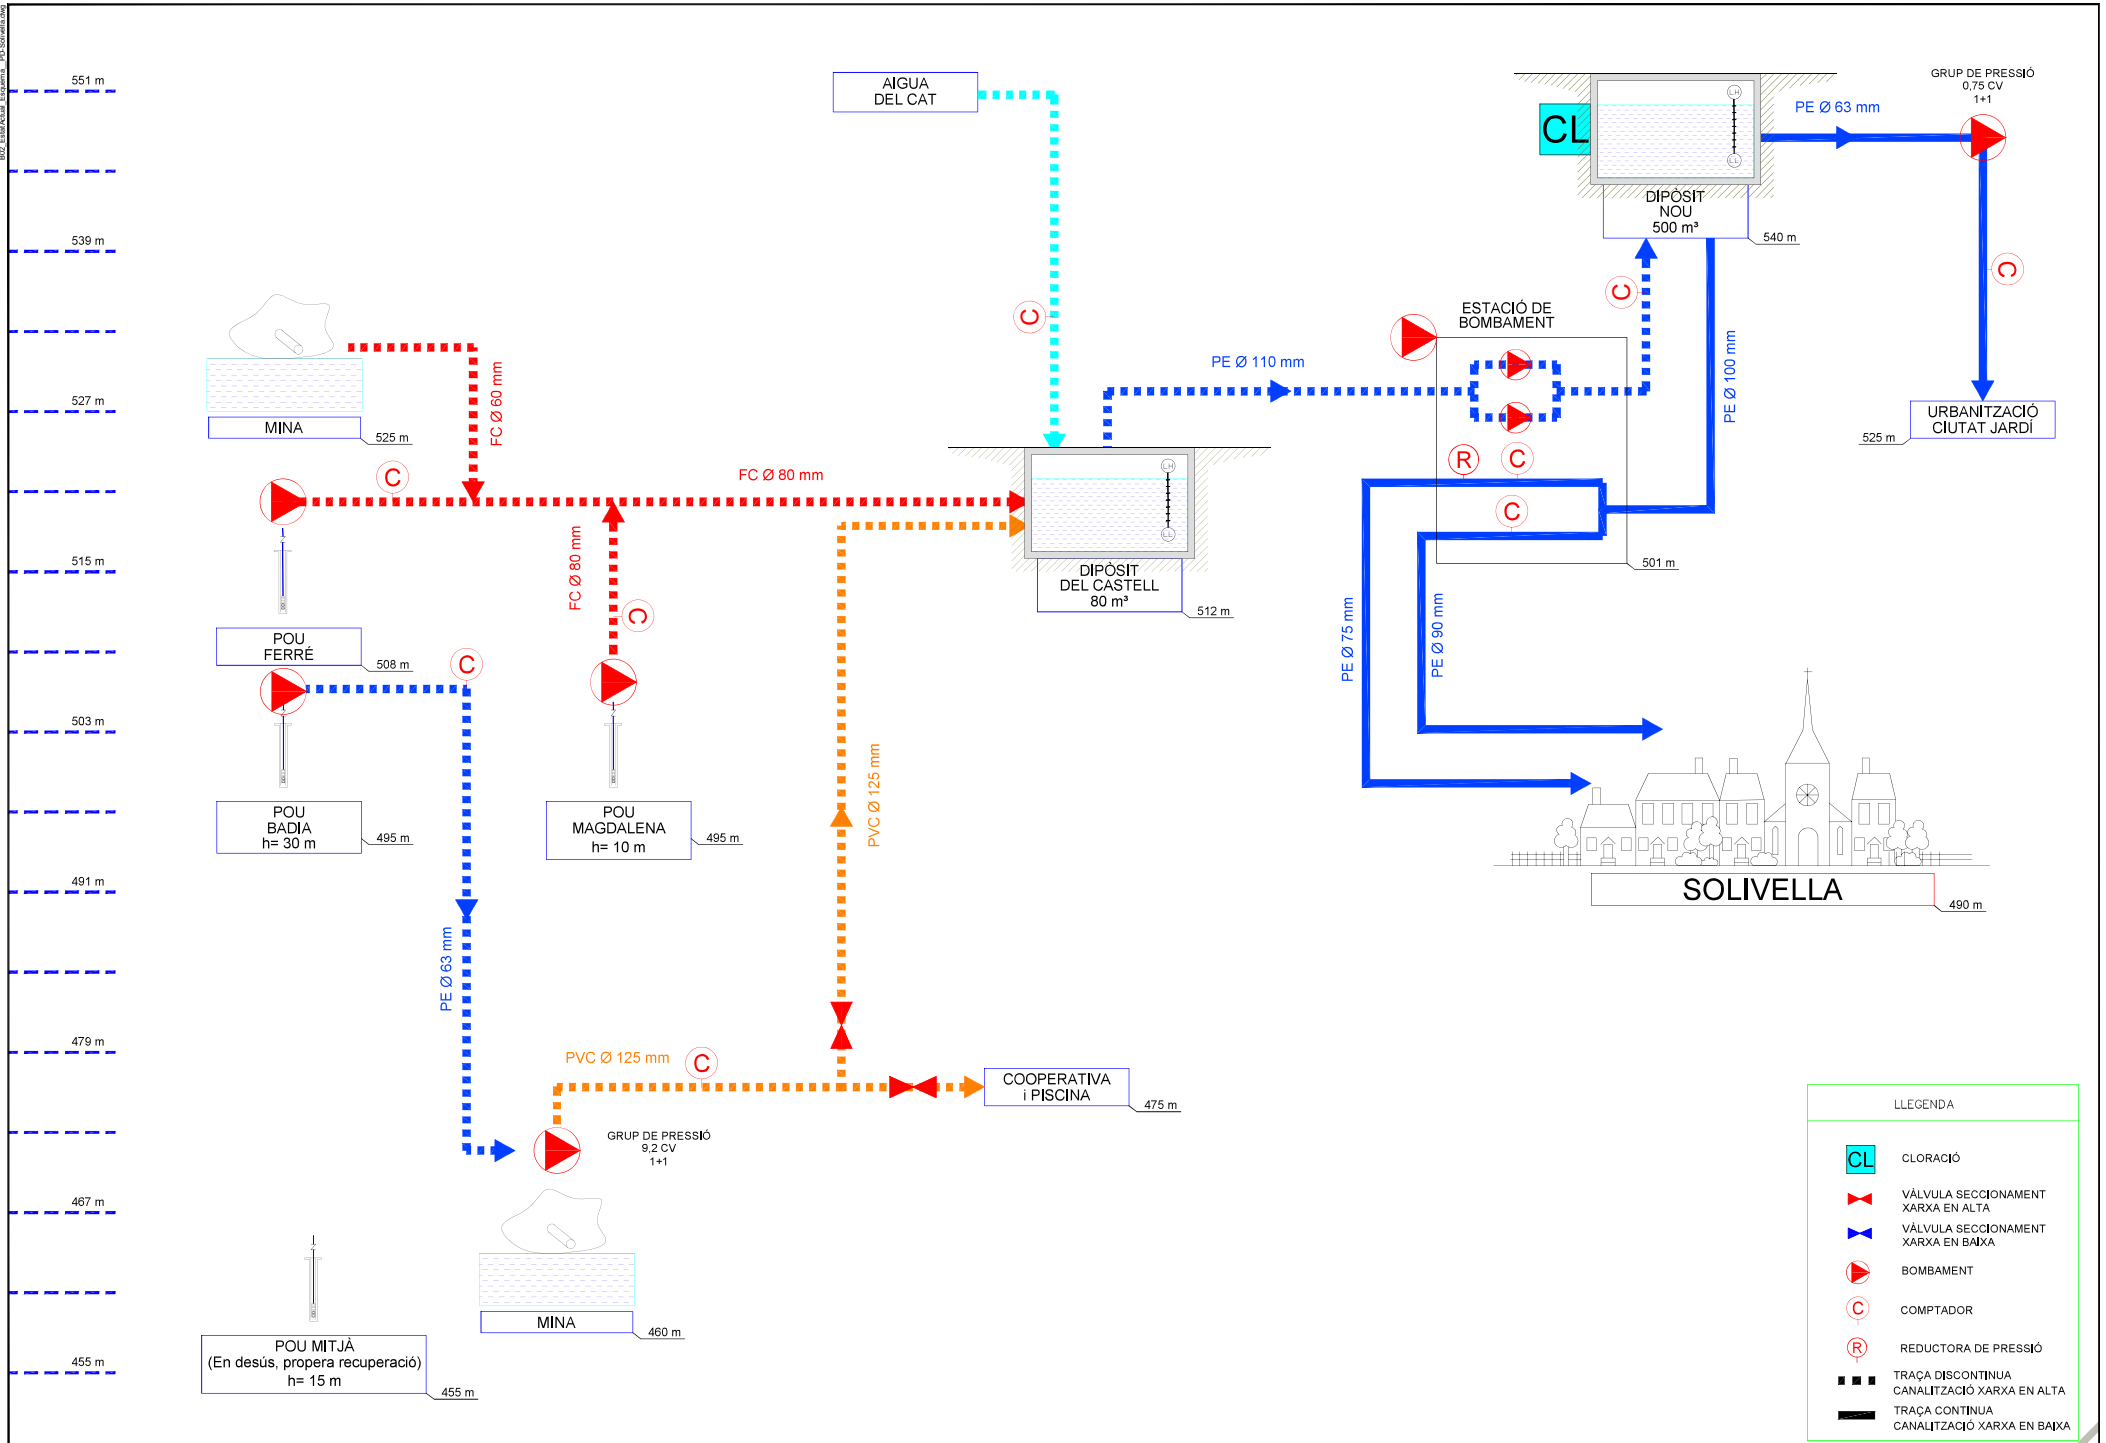 B02_EstatActual_Esquema_PD-Solivella.dwg
551 m
539 m
527 m
515 m
503 m
491 m
479 m
467 m
455 m
AIGUA
DEL CAT
C
MINA
525 m
FC Ø 60 mm
C
FC Ø 80 mm
POU
FERRÉ
508 m
C
POU
BADIA
h= 30 m
495 m
PE Ø 63 mm
FC Ø 80 mm
C
POU
MAGDALENA
h= 10 m
495 m
PVC Ø 125 mm
PVC Ø 125 mm
C
GRUP DE PRESSIÓ
9,2 CV
1+1
COOPERATIVA
i PISCINA
475 m
MINA
460 m
POU MITJÀ
(En desús, propera recuperació)
h= 15 m
455 m
LH
LL
DIPÒSIT
DEL CASTELL
80 m³
512 m
PE Ø 110 mm
ESTACIÓ DE
BOMBAMENT
C
R
C
C
501 m
CL
LH
LL
DIPÒSIT
NOU
500 m³
540 m
PE Ø 63 mm
GRUP DE PRESSIÓ
0,75 CV
1+1
C
PE Ø 100 mm
URBANITZACIÓ
CIUTAT JARDÍ
525 m
PE Ø 75 mm
PE Ø 90 mm
SOLIVELLA
490 m
LLEGENDA
CL
CLORACIÓ
VÀLVULA SECCIONAMENT
XARXA EN ALTA
VÀLVULA SECCIONAMENT
XARXA EN BAIXA
BOMBAMENT
C
COMPTADOR
R
REDUCTORA DE PRESSIÓ
TRAÇA DISCONTINUA
CANALITZACIÓ XARXA EN ALTA
TRAÇA CONTINUA
CANALITZACIÓ XARXA EN BAIXA